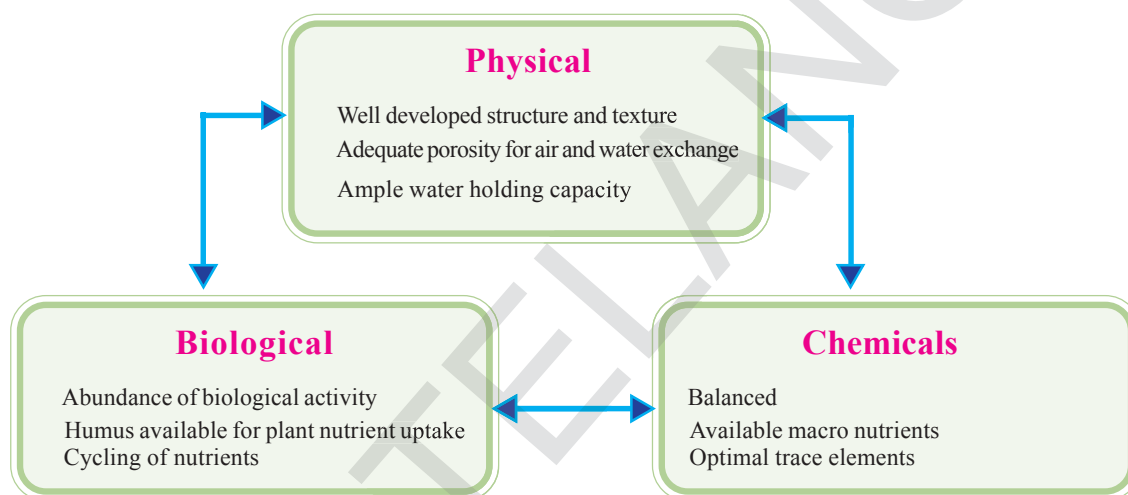 Physical
Well developed structure and texture
Adequate porosity for air and water exchange
Ample water holding capacity
Biological
Abundance of biological activity
Humus available for plant nutrient uptake
Cycling of nutrients
Chemicals
Balanced
Available macro nutrients
Optimal trace elements
TELAN